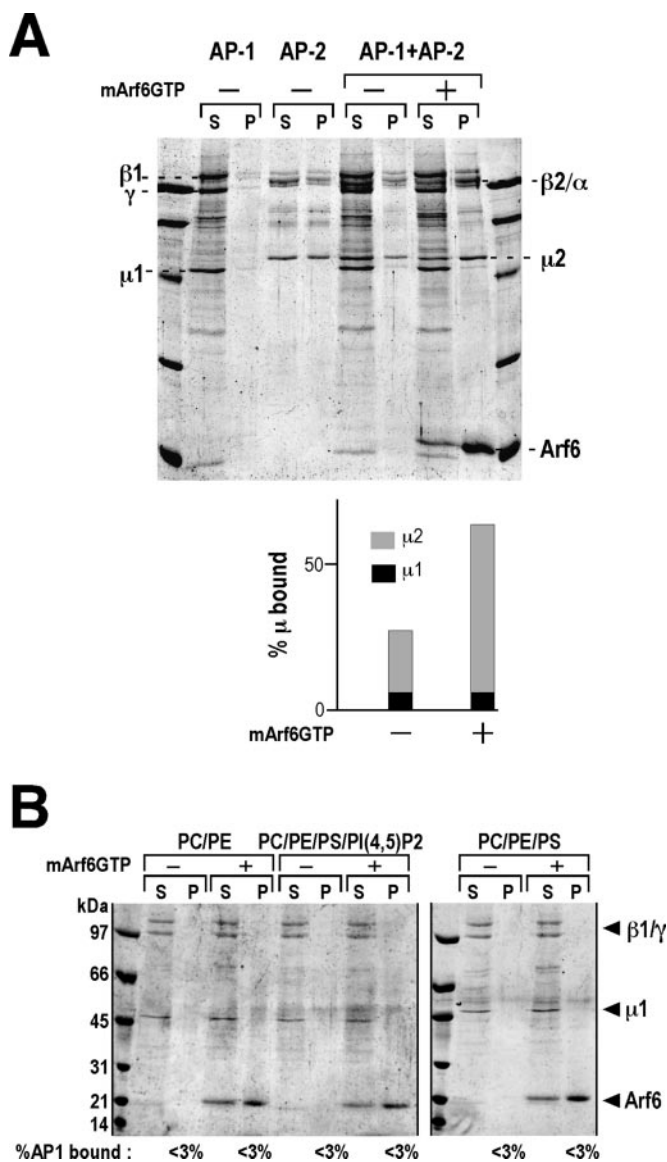 A
AP-1 AP-2 AP-1+AP-2
mArf6GTP — — — +
S P S P S P S P
β1
γ
β2/α
μ1
μ2
Arf6
% μ bound
50
0
μ2
μ1
mArf6GTP — +
B
PC/PE PC/PE/PS/PI(4,5)P2 PC/PE/PS
mArf6GTP — + — + — +
kDa S P S P S P S P S P S P
97
β1/γ
66
45
μ1
31
21
Arf6
14
%AP1 bound : <3% <3% <3% <3% <3% <3%